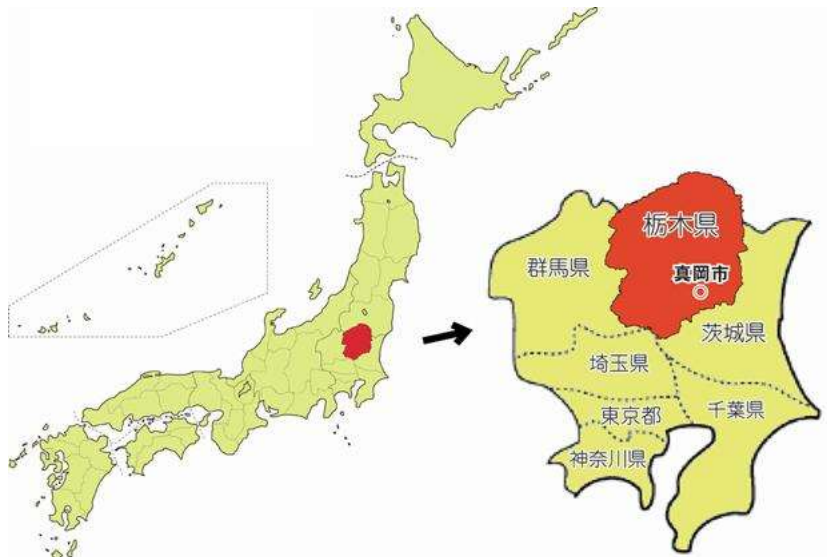 栃木県
群馬県
真岡市
茨城県
埼玉県
東京都
千葉県
神奈川県